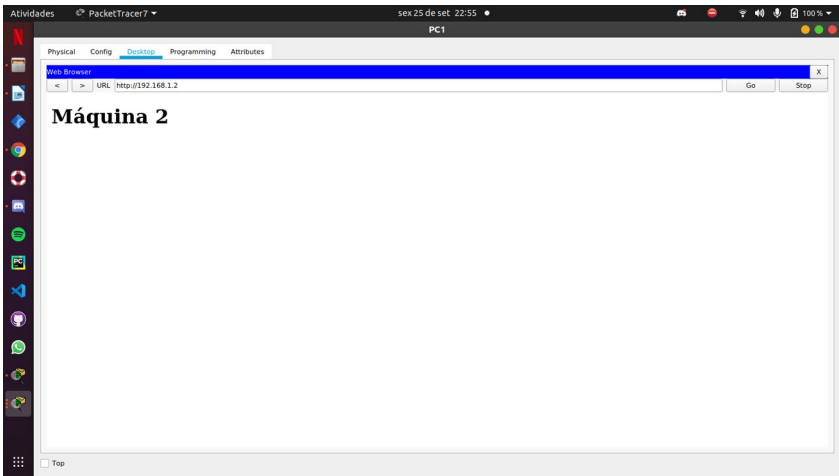 Atividades PacketTracer7 sex 25 de set 22:55 100 %
PC1
Physical Config Desktop Programming Attributes
Web Browser X
< > URL http://192.168.1.2 Go Stop
Máquina 2
PC
Top